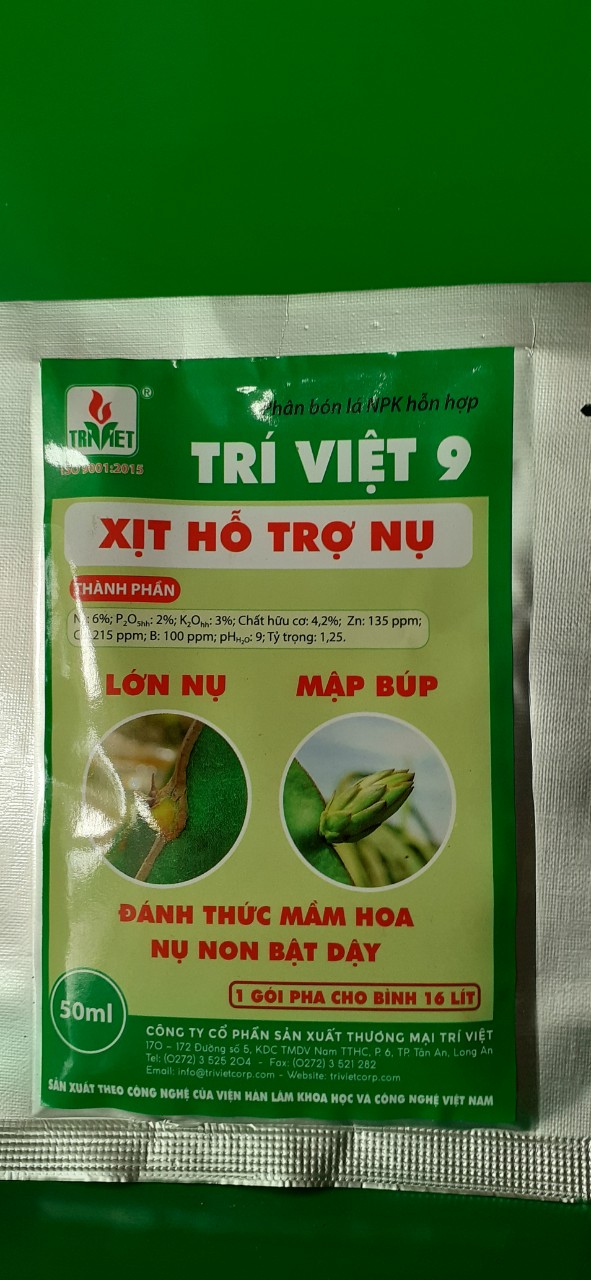 Phân bón lá NPK hỗn hợp
TRÍ VIỆT
®
ISO 9001:2015
TRÍ VIỆT 9
XỊT HỖ TRỢ NỤ
THÀNH PHẦN
6%; P₂O₅hh: 2%; K₂Ohh: 3%; Chất hữu cơ: 4,2%; Zn: 135 ppm;
215 ppm; B: 100 ppm; pHH₂O: 9; Tỷ trọng: 1,25.
LỚN NỤ
MẬP BÚP
ĐÁNH THỨC MẦM HOA
NỤ NON BẬT DẬY
1 GÓI PHA CHO BÌNH 16 LÍT
50ml
CÔNG TY CỔ PHẦN SẢN XUẤT THƯƠNG MẠI TRÍ VIỆT
170 - 172 Đường số 5, KDC TMDV Nam TTHC, P. 6, TP. Tân An, Long An
Tel: (0272) 3 525 204 - Fax: (0272) 3 521 282
Email: info@trivietcorp.com - Website: trivietcorp.com
SẢN XUẤT THEO CÔNG NGHỆ CỦA VIỆN HÀN LÂM KHOA HỌC VÀ CÔNG NGHỆ VIỆT NAM